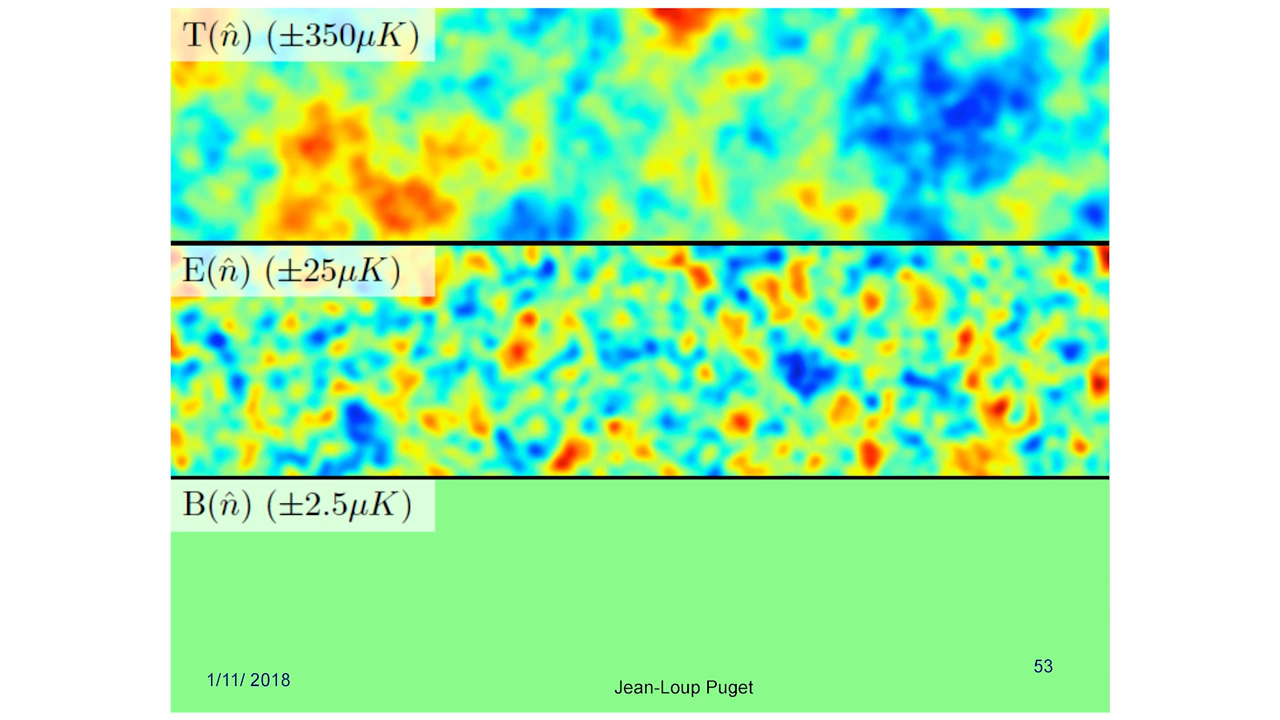 T(n̂) (±350μK)
E(n̂) (±25μK)
B(n̂) (±2.5μK)
1/11/ 2018
Jean-Loup Puget
53